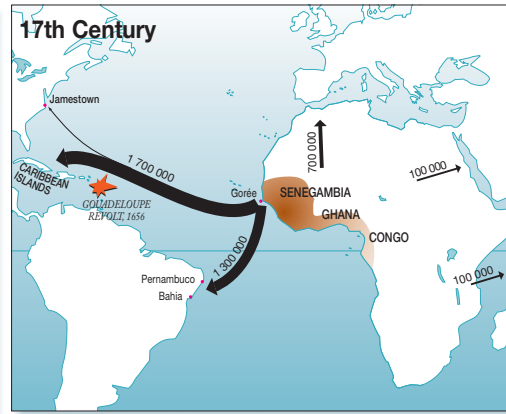 17th Century
Jamestown
1 700 000
700 000
100 000
CARIBBEAN
ISLANDS
GOUADELOUPE
REVOLT, 1656
Gorée
SENEGAMBIA
GHANA
CONGO
1 300 000
Pernambuco
Bahia
100 000